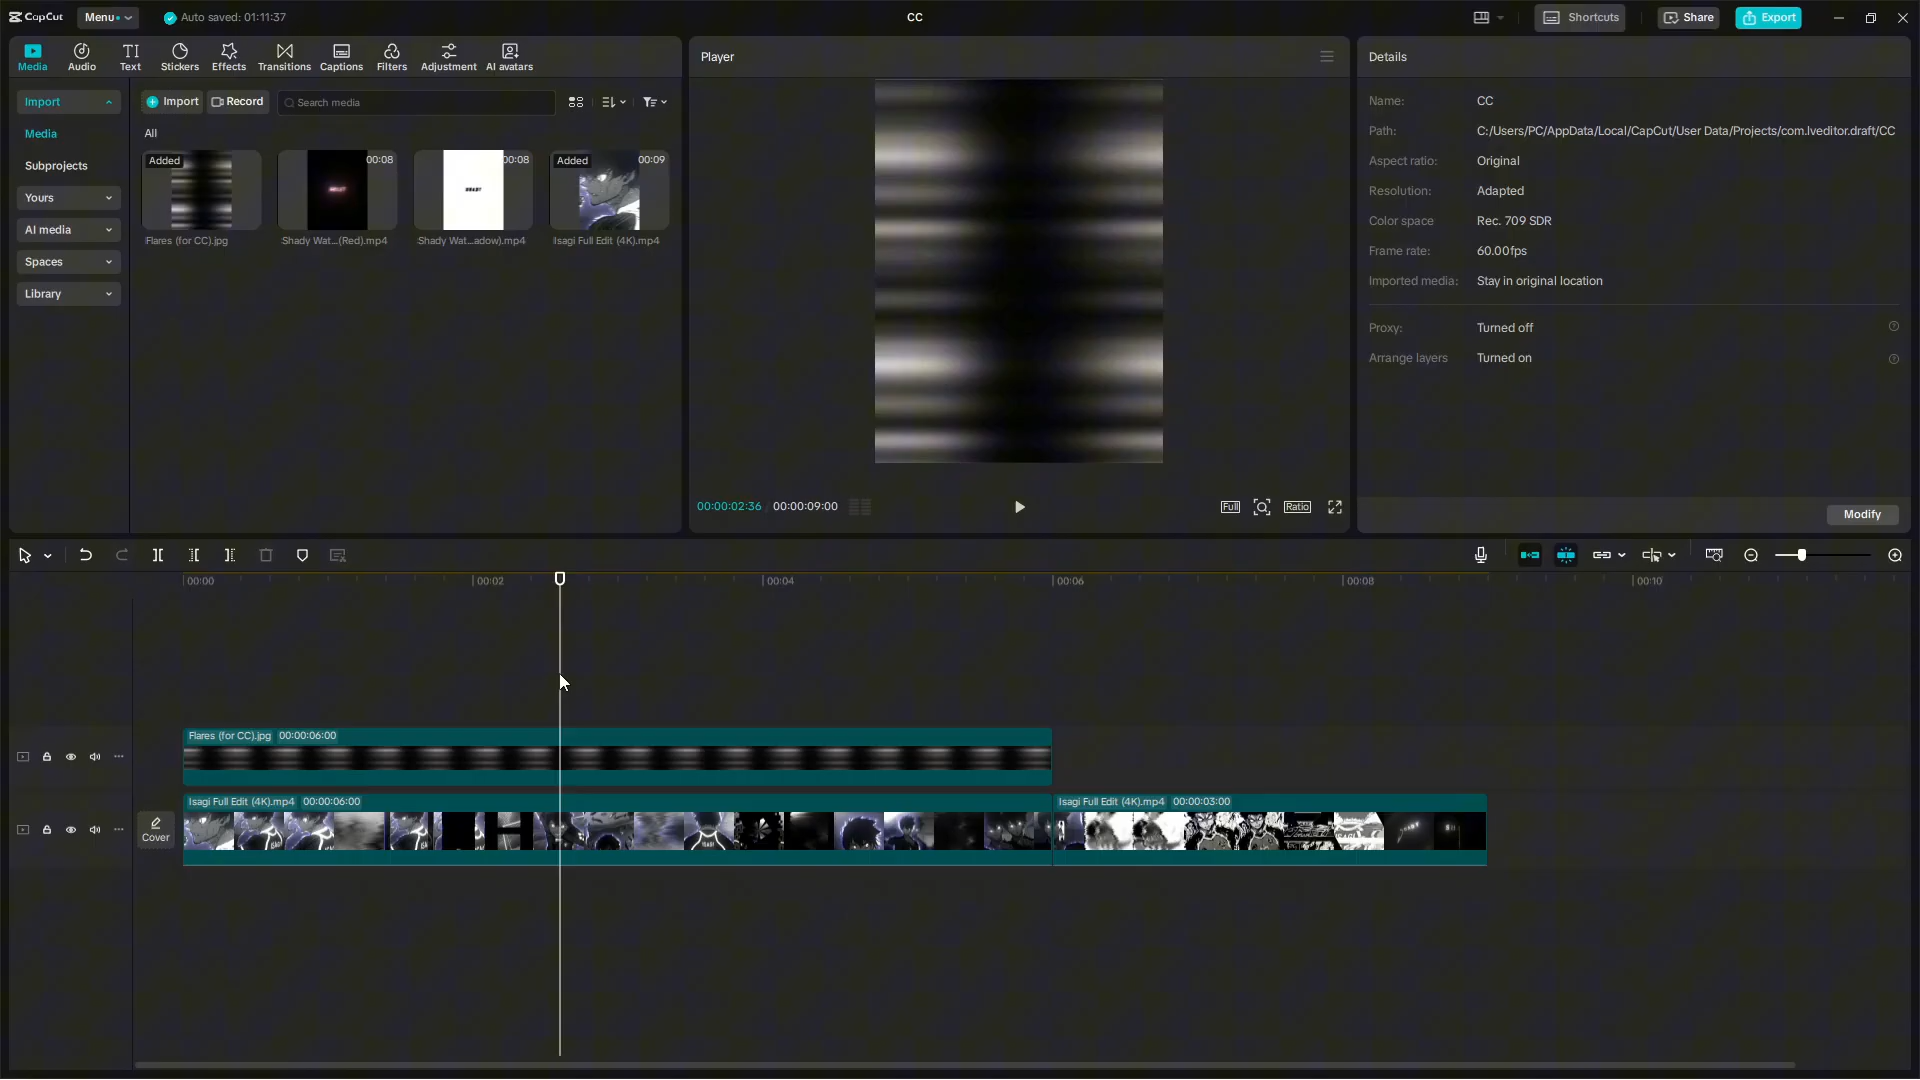 CapCut Menu Auto saved: 01:11:37 CC Shortcuts Share Export
Media Audio Text Stickers Effects Transitions Captions Filters Adjustment AI avatars
Import
Media
Subprojects
Yours
AI media
Spaces
Library
Import Record Search media
All
Added 00:08 00:08 Added 00:09
Flares (for CC).jpg Shady Wat...(Red).mp4 Shady Wat...adow).mp4 Isagi Full Edit (4K).mp4
Player
00:00:02:36 / 00:00:09:00 Full Ratio
Details
Name: CC
Path: C:/Users/PC/AppData/Local/CapCut/User Data/Projects/com.lveditor.draft/CC
Aspect ratio: Original
Resolution: Adapted
Color space Rec. 709 SDR
Frame rate: 60.00fps
Imported media: Stay in original location
Proxy: Turned off
Arrange layers Turned on
Modify
00:00 00:02 00:04 00:06 00:08 00:10
Flares (for CC).jpg 00:00:06:00
Isagi Full Edit (4K).mp4 00:00:06:00 Isagi Full Edit (4K).mp4 00:00:03:00
Cover